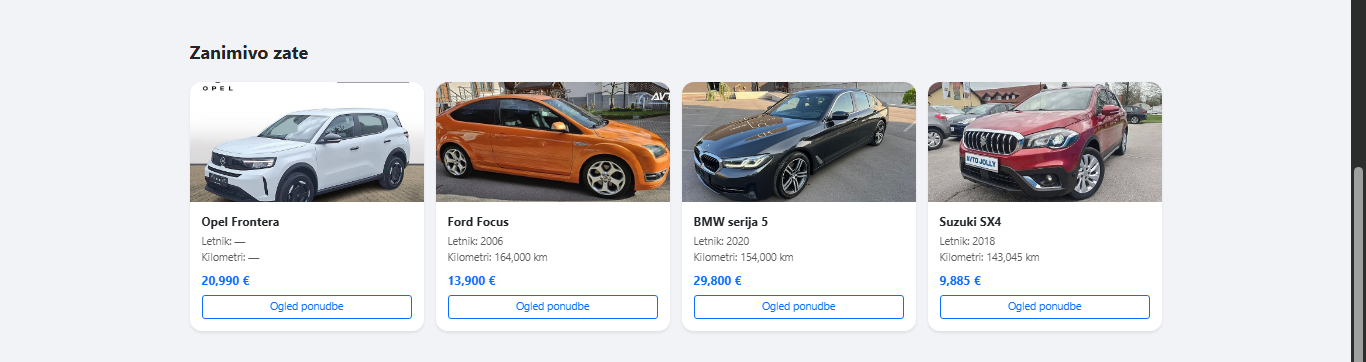 Zanimivo zate
OPEL
Opel Frontera
Letnik: —
Kilometri: —
20,990 €
Ogled ponudbe
Ford Focus
Letnik: 2006
Kilometri: 164,000 km
13,900 €
Ogled ponudbe
BMW serija 5
Letnik: 2020
Kilometri: 154,000 km
29,800 €
Ogled ponudbe
AVTO JOLLY
Suzuki SX4
Letnik: 2018
Kilometri: 143,045 km
9,885 €
Ogled ponudbe